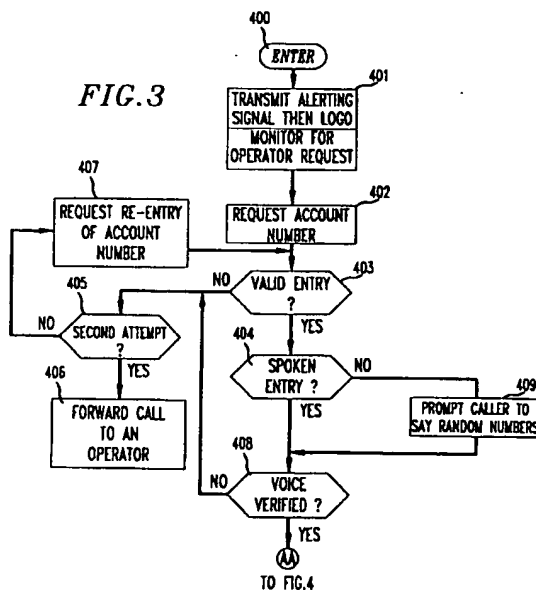 400
ENTER
FIG.3
401
TRANSMIT ALERTING
SIGNAL THEN LOGO
MONITOR FOR
OPERATOR REQUEST
407
REQUEST RE-ENTRY
OF ACCOUNT
NUMBER
402
REQUEST ACCOUNT
NUMBER
403
NO
VALID ENTRY
?
YES
405
NO
SECOND ATTEMPT
?
YES
404
SPOKEN
ENTRY ?
NO
YES
406
FORWARD CALL
TO AN
OPERATOR
409
PROMPT CALLER TO
SAY RANDOM NUMBERS
408
NO
VOICE
VERIFIED ?
YES
AA
TO FIG.4